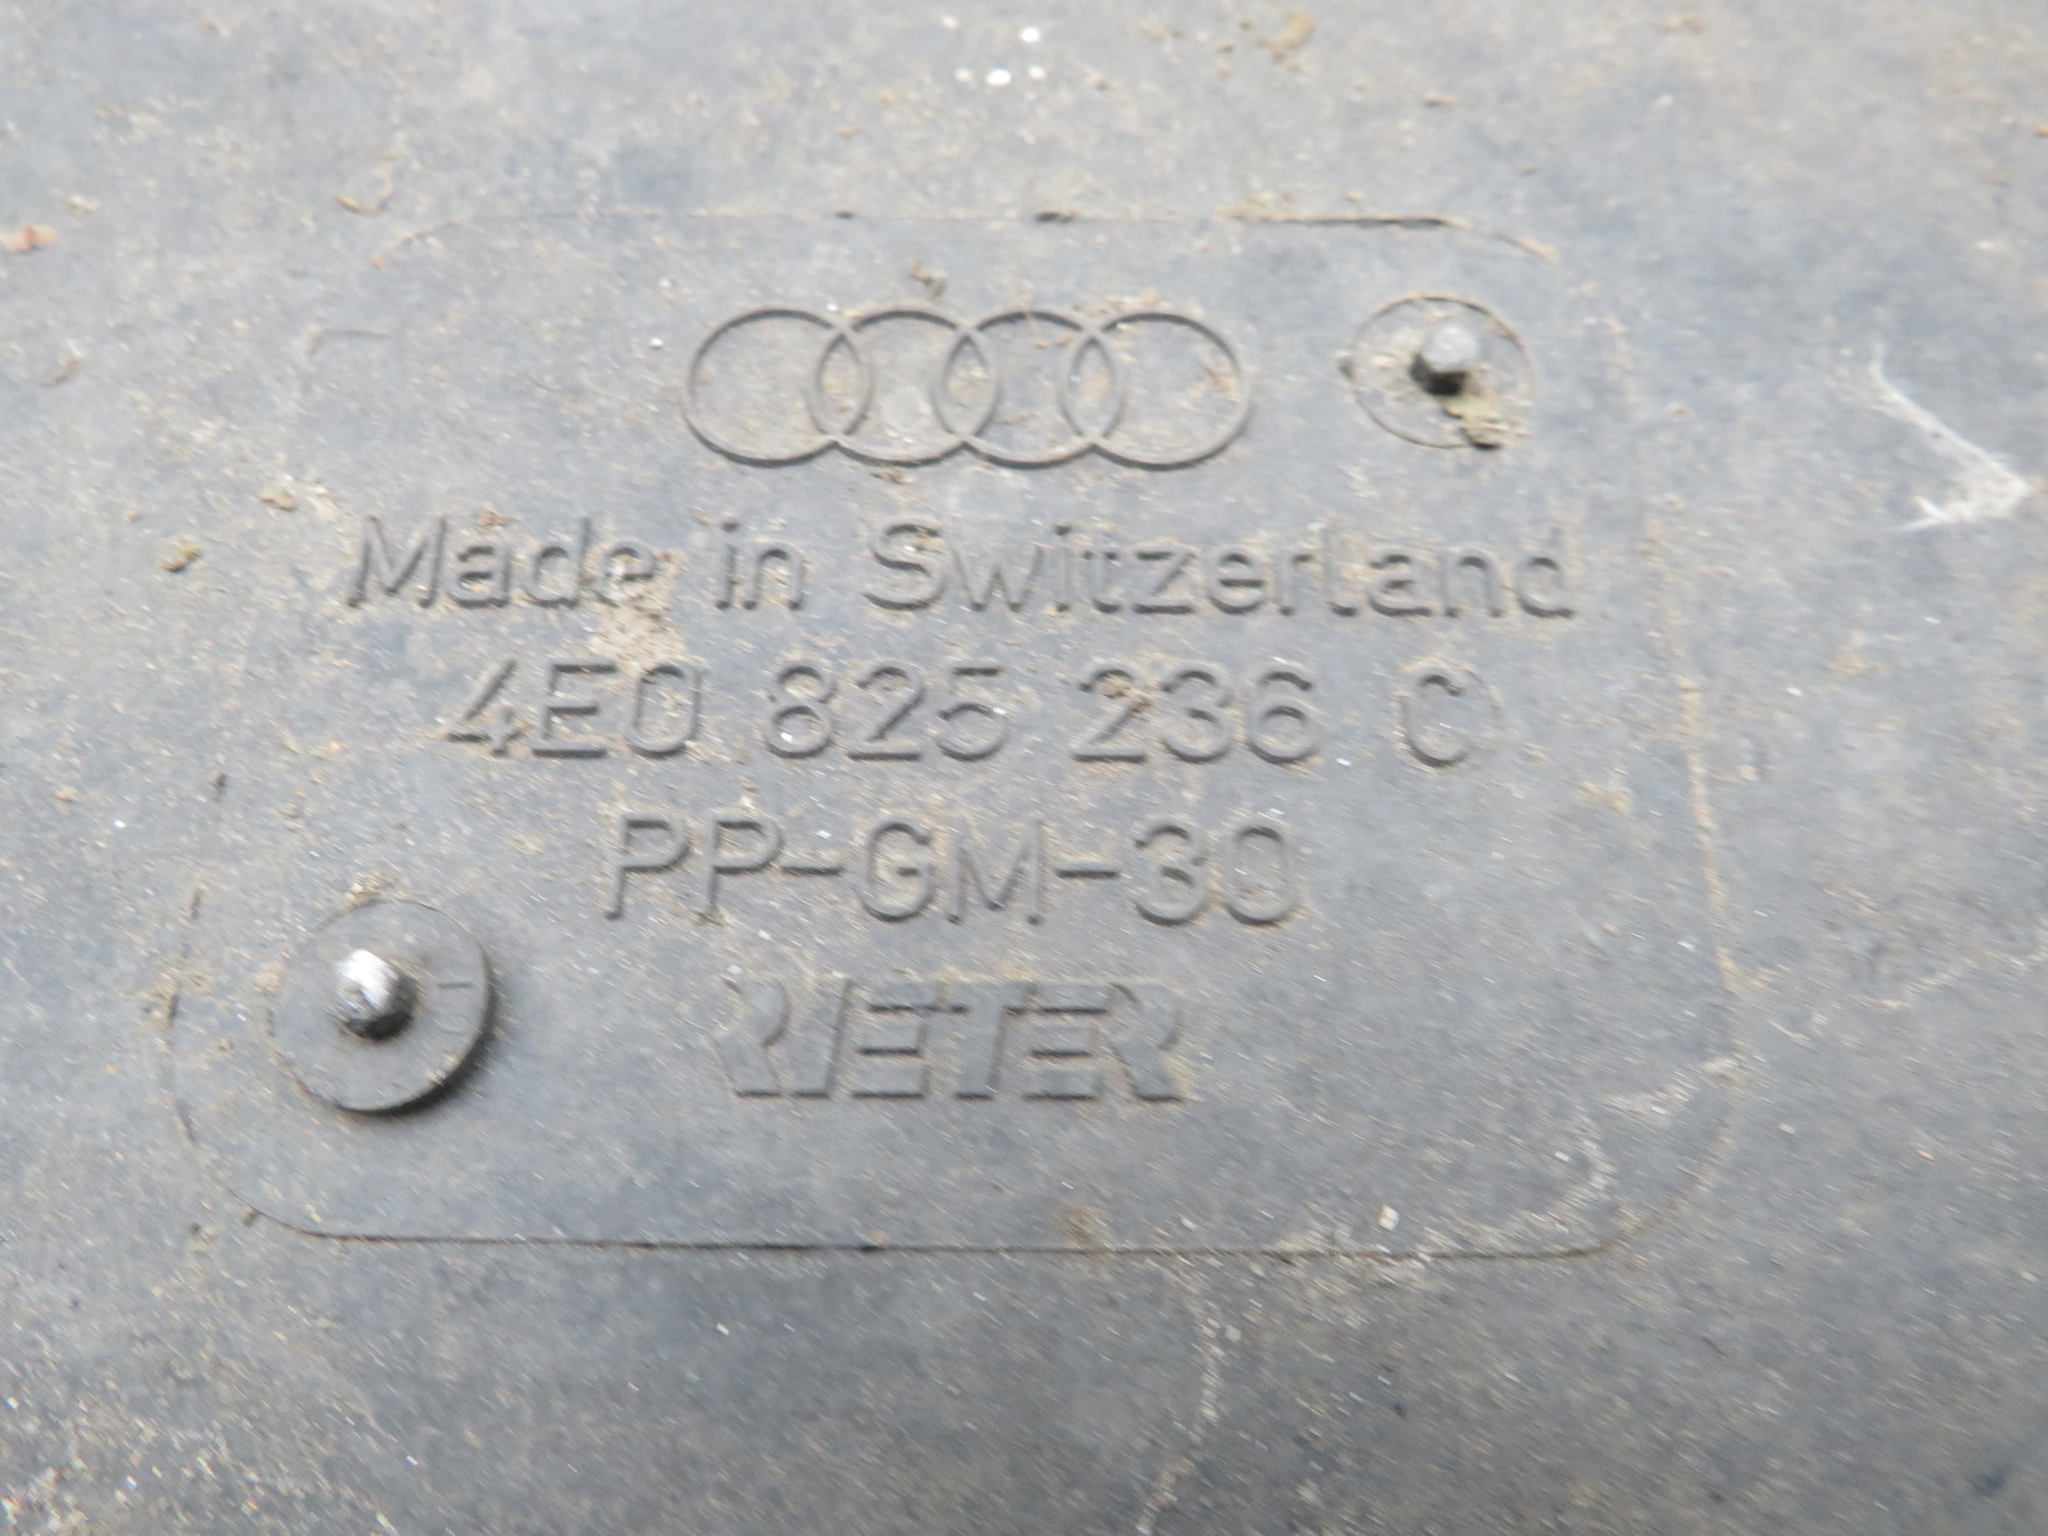 Made in Switzerland
4E0 825 236 C
PP-GM-30
RIETER